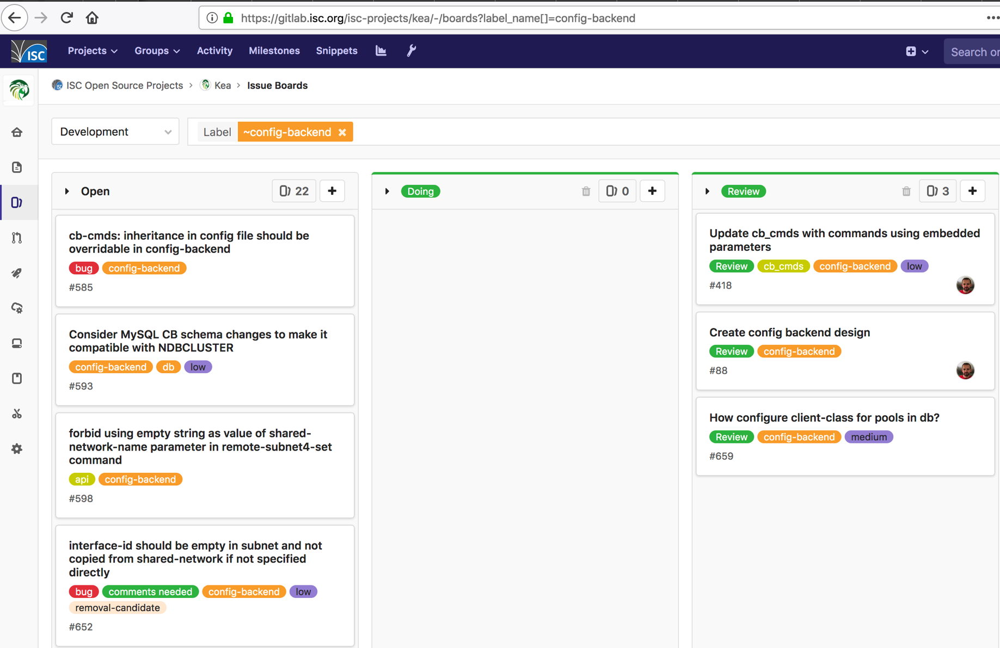 https://gitlab.isc.org/isc-projects/kea/-/boards?label_name[]=config-backend
ISC
Projects
Groups
Activity
Milestones
Snippets
Search or
ISC Open Source Projects > Kea > Issue Boards
Development
Label ~config-backend
Open
22
cb-cmds: inheritance in config file should be
overridable in config-backend
bug config-backend
#585
Consider MySQL CB schema changes to make it
compatible with NDBCLUSTER
config-backend db low
#593
forbid using empty string as value of shared-
network-name parameter in remote-subnet4-set
command
api config-backend
#598
interface-id should be empty in subnet and not
copied from shared-network if not specified
directly
bug comments needed config-backend low
removal-candidate
#652
Doing
0
Review
3
Update cb_cmds with commands using embedded
parameters
Review cb_cmds config-backend low
#418
Create config backend design
Review config-backend
#88
How configure client-class for pools in db?
Review config-backend medium
#659